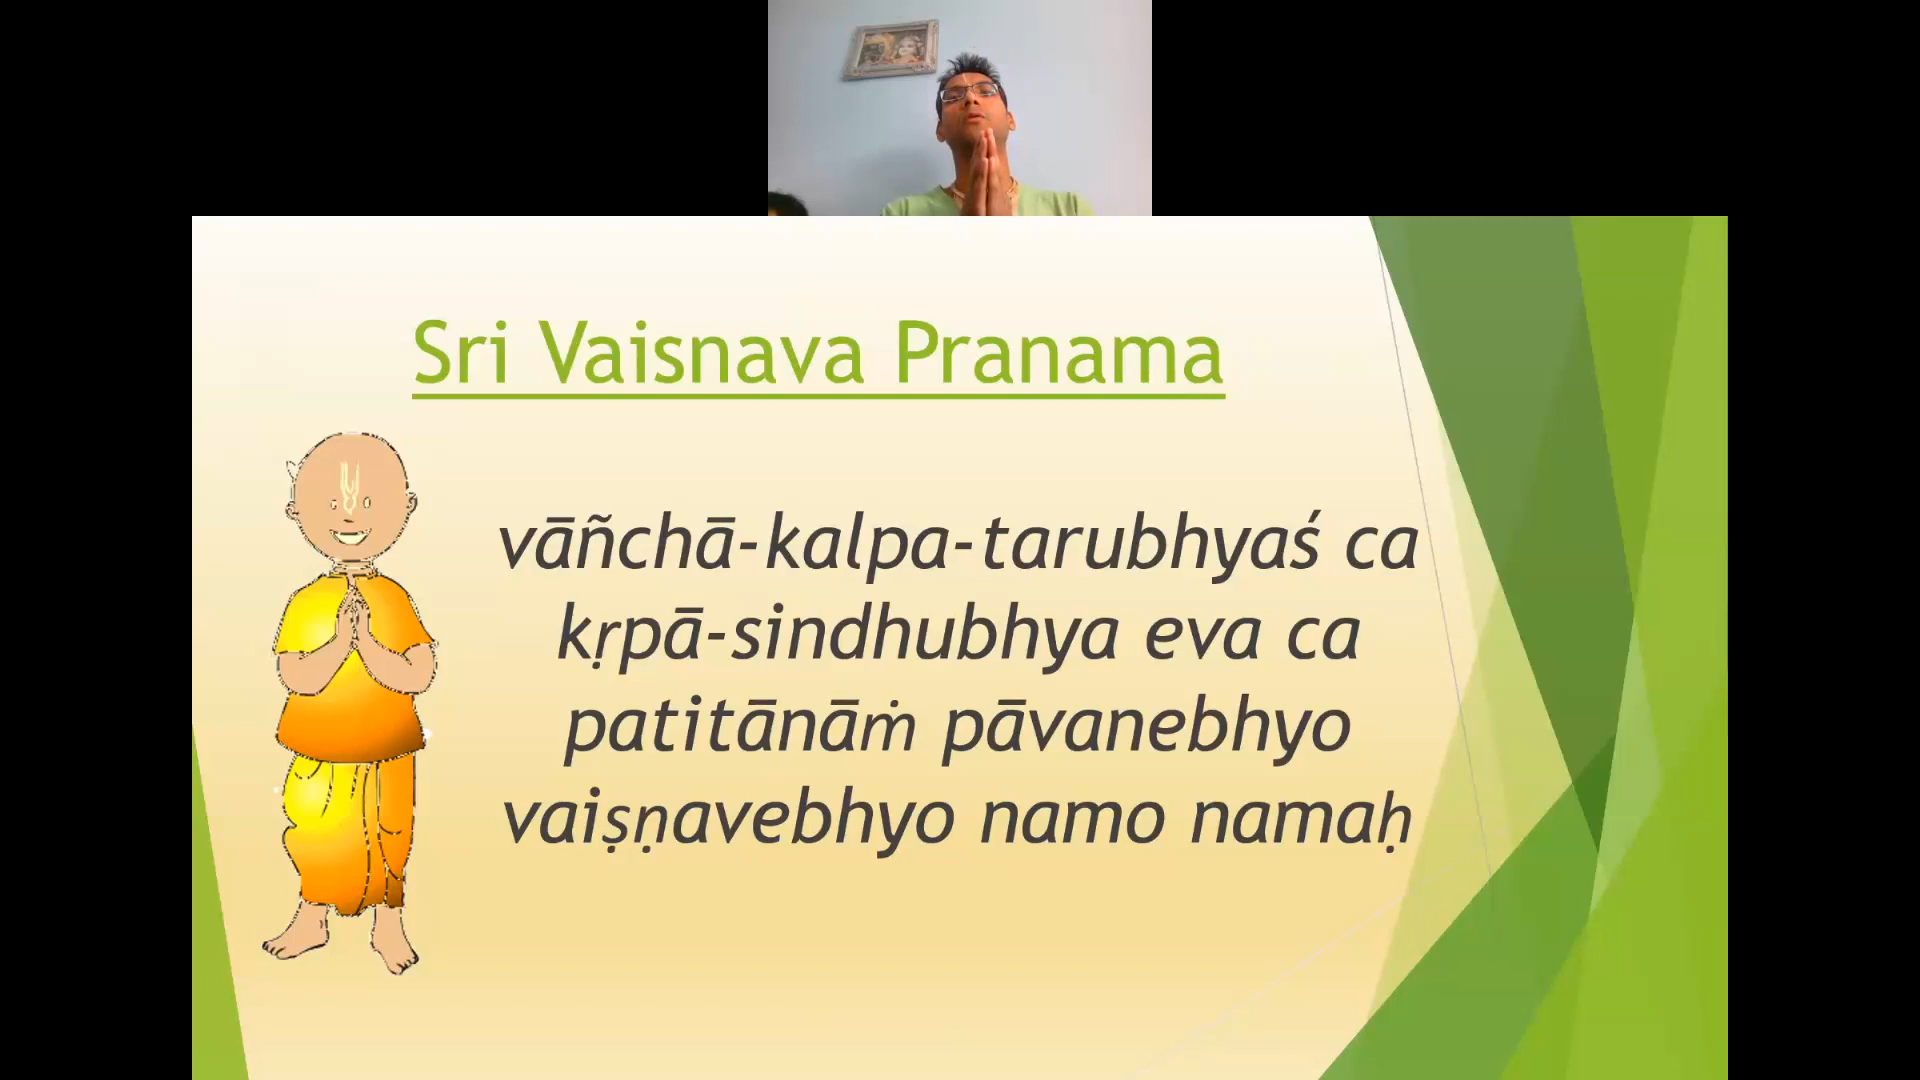 Sri Vaisnava Pranama
vāñchā-kalpa-tarubhyaś ca
kṛpā-sindhubhya eva ca
patitānāṁ pāvanebhyo
vaiṣṇavebhyo namo namaḥ